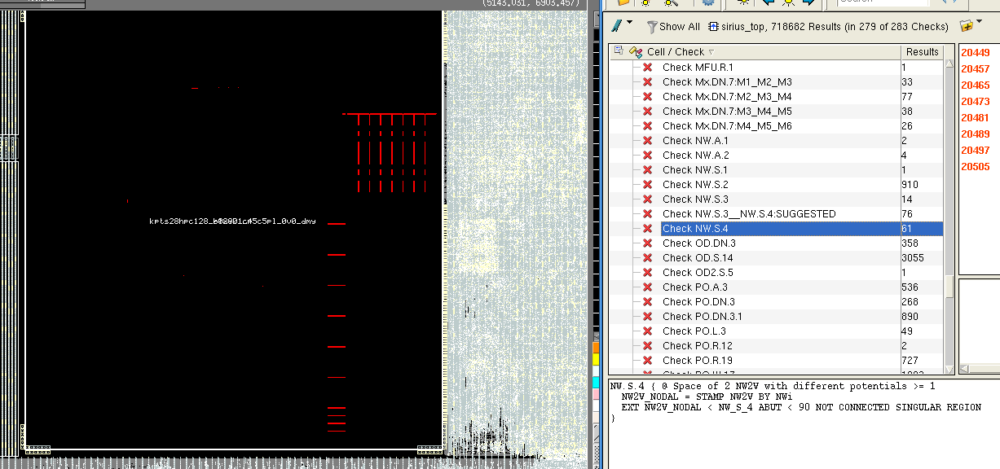 (5143.031, 6903.457)
Search
Show All sirius_top, 718682 Results (in 279 of 283 Checks)
Cell / Check Results
Check MFU.R.1 1
Check Mx.DN.7:M1_M2_M3 33
Check Mx.DN.7:M2_M3_M4 77
Check Mx.DN.7:M3_M4_M5 38
Check Mx.DN.7:M4_M5_M6 26
Check NW.A.1 2
Check NW.A.2 4
Check NW.S.1 1
Check NW.S.2 910
Check NW.S.3 14
Check NW.S.3__NW.S.4:SUGGESTED 76
Check NW.S.4 61
Check OD.DN.3 358
Check OD.S.14 3055
Check OD2.S.5 1
Check PO.A.3 536
Check PO.DN.3 268
Check PO.DN.3.1 890
Check PO.L.3 49
Check PO.R.12 2
Check PO.R.19 727
20449
20457
20465
20473
20481
20489
20497
20505
NW.S.4 { @ Space of 2 NW2V with different potentials >= 1
NW2V_NODAL = STAMP NW2V BY NWi
EXT NW2V_NODAL < NW_S_4 ABUT < 90 NOT CONNECTED SINGULAR REGION
}